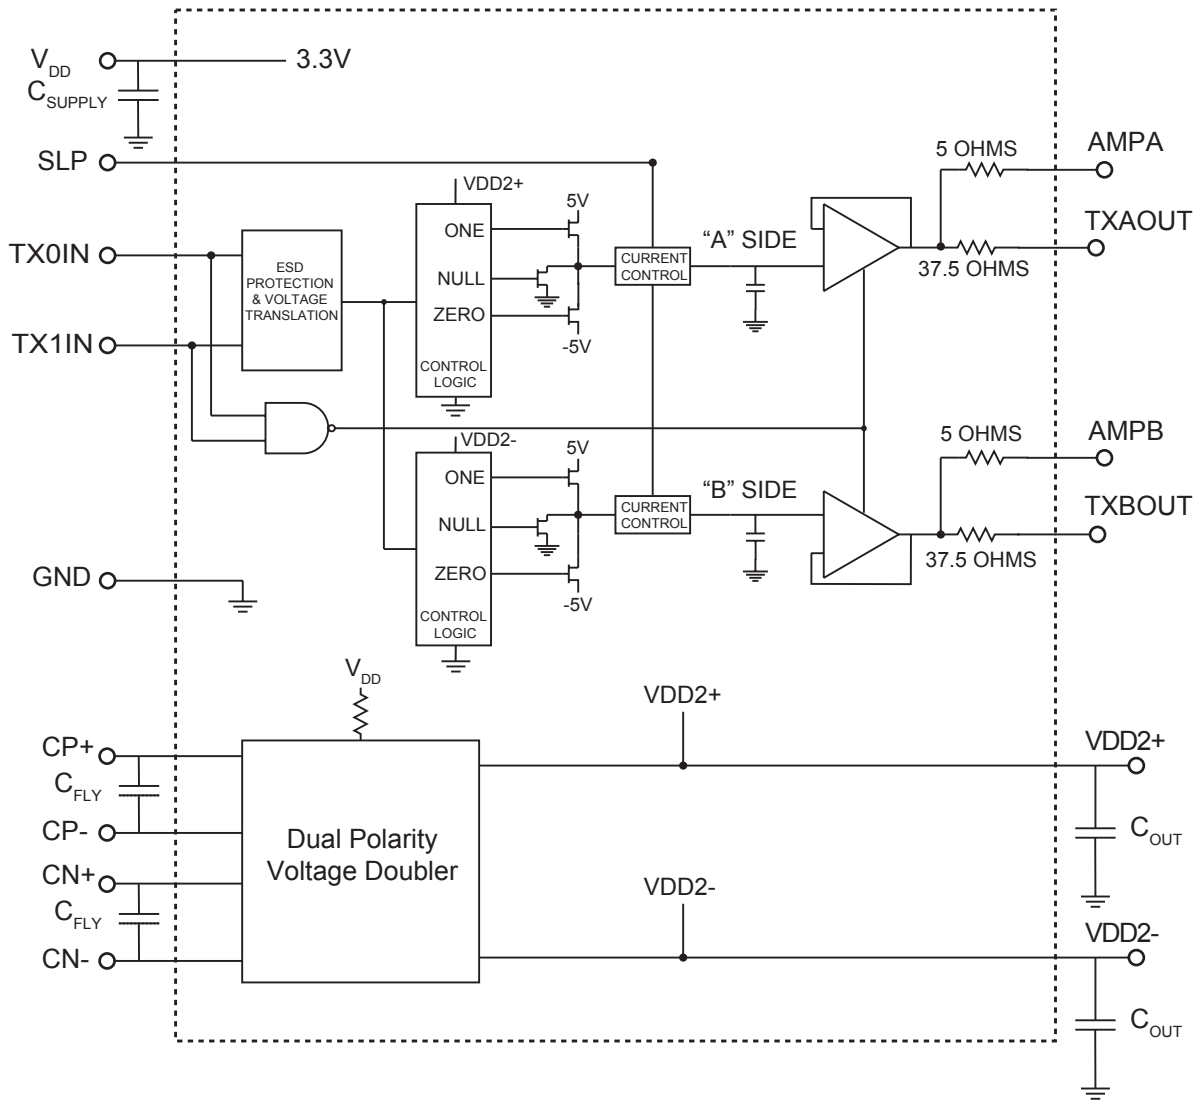 V_DD
3.3V
C_SUPPLY
SLP
TX0IN
TX1IN
GND
ESD
PROTECTION
& VOLTAGE
TRANSLATION
VDD2+
ONE
NULL
ZERO
CONTROL
LOGIC
5V
-5V
CURRENT
CONTROL
“A” SIDE
5 OHMS
AMPA
37.5 OHMS
TXAOUT
VDD2-
ONE
NULL
ZERO
CONTROL
LOGIC
5V
-5V
CURRENT
CONTROL
“B” SIDE
5 OHMS
AMPB
37.5 OHMS
TXBOUT
V_DD
CP+
C_FLY
CP-
CN+
C_FLY
CN-
Dual Polarity
Voltage Doubler
VDD2+
VDD2-
VDD2+
C_OUT
VDD2-
C_OUT